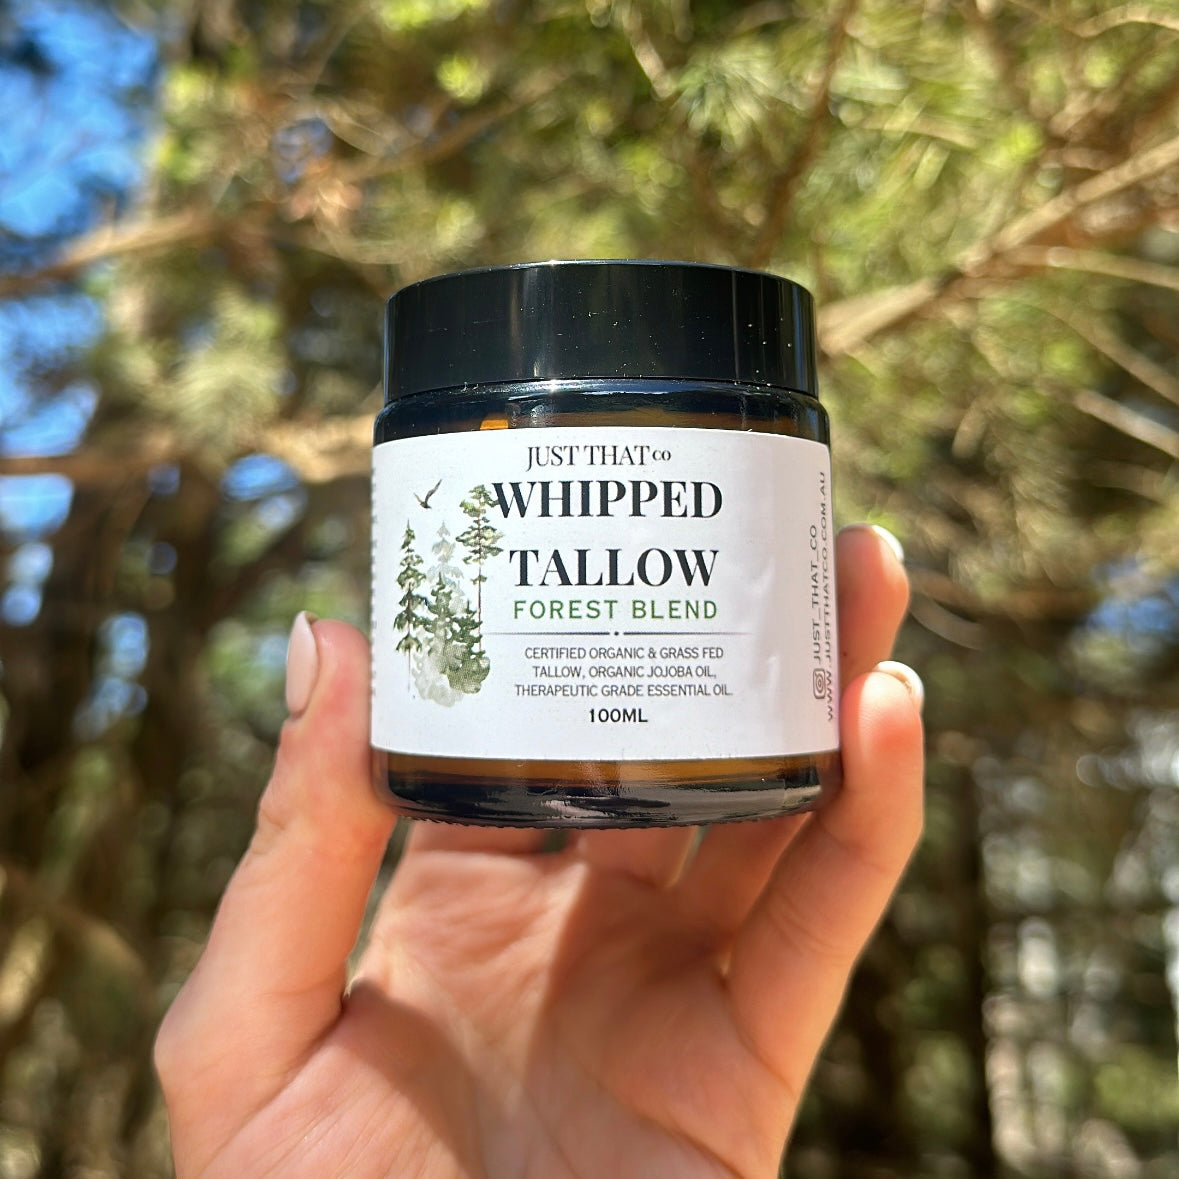 JUST THAT CO
WHIPPED
TALLOW
FOREST BLEND
CERTIFIED ORGANIC & GRASS FED
TALLOW, ORGANIC JOJOBA OIL,
THERAPEUTIC GRADE ESSENTIAL OIL.
100ML
JUST_THAT_CO
WWW.JUSTTHATCO.COM.AU